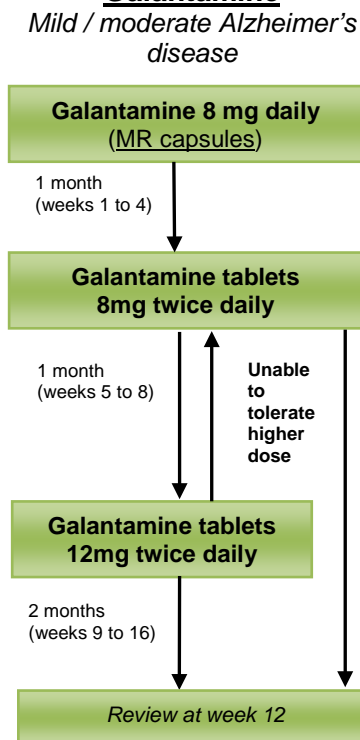 Galantamine
Mild / moderate Alzheimer's
disease
Galantamine 8 mg daily
(MR capsules)
1 month
(weeks 1 to 4)
Galantamine tablets
8mg twice daily
1 month
(weeks 5 to 8)
Unable
to
tolerate
higher
dose
Galantamine tablets
12mg twice daily
2 months
(weeks 9 to 16)
Review at week 12